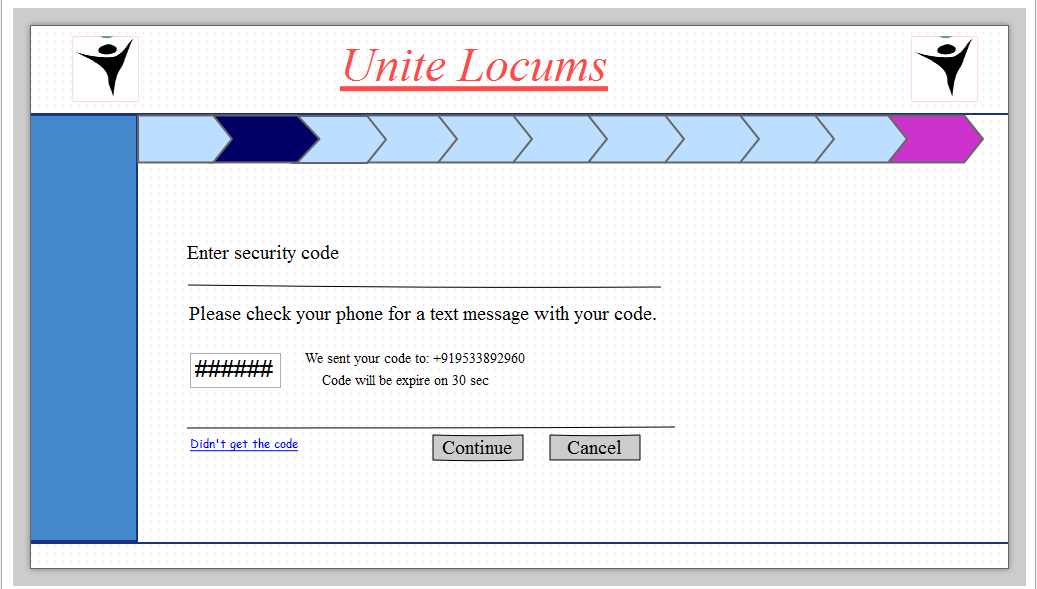 Unite Locums
Enter security code
Please check your phone for a text message with your code.
###### We sent your code to: +919533892960
Code will be expire on 30 sec
Didn't get the code Continue Cancel